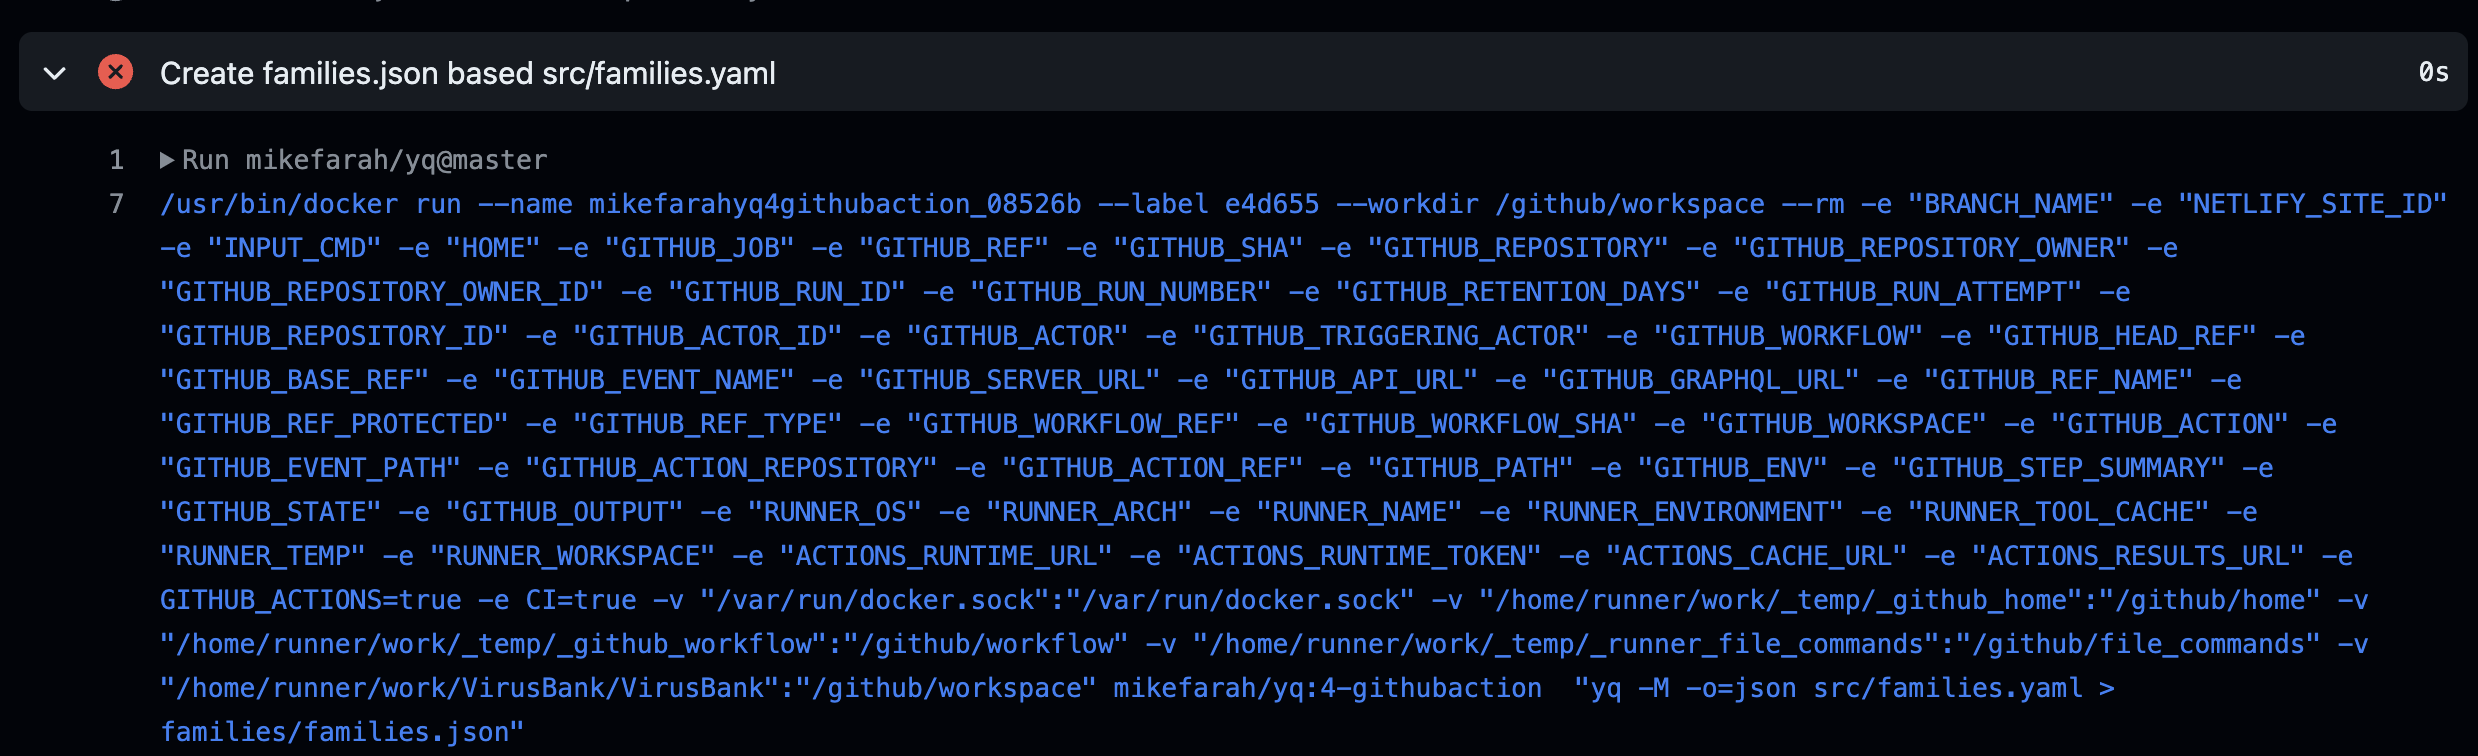 Create families.json based src/families.yaml
0s
1 Run mikefarah/yq@master
7 /usr/bin/docker run --name mikefarahyq4githubaction_08526b --label e4d655 --workdir /github/workspace --rm -e "BRANCH_NAME" -e "NETLIFY_SITE_ID"
-e "INPUT_CMD" -e "HOME" -e "GITHUB_JOB" -e "GITHUB_REF" -e "GITHUB_SHA" -e "GITHUB_REPOSITORY" -e "GITHUB_REPOSITORY_OWNER" -e
"GITHUB_REPOSITORY_OWNER_ID" -e "GITHUB_RUN_ID" -e "GITHUB_RUN_NUMBER" -e "GITHUB_RETENTION_DAYS" -e "GITHUB_RUN_ATTEMPT" -e
"GITHUB_REPOSITORY_ID" -e "GITHUB_ACTOR_ID" -e "GITHUB_ACTOR" -e "GITHUB_TRIGGERING_ACTOR" -e "GITHUB_WORKFLOW" -e "GITHUB_HEAD_REF" -e
"GITHUB_BASE_REF" -e "GITHUB_EVENT_NAME" -e "GITHUB_SERVER_URL" -e "GITHUB_API_URL" -e "GITHUB_GRAPHQL_URL" -e "GITHUB_REF_NAME" -e
"GITHUB_REF_PROTECTED" -e "GITHUB_REF_TYPE" -e "GITHUB_WORKFLOW_REF" -e "GITHUB_WORKFLOW_SHA" -e "GITHUB_WORKSPACE" -e "GITHUB_ACTION" -e
"GITHUB_EVENT_PATH" -e "GITHUB_ACTION_REPOSITORY" -e "GITHUB_ACTION_REF" -e "GITHUB_PATH" -e "GITHUB_ENV" -e "GITHUB_STEP_SUMMARY" -e
"GITHUB_STATE" -e "GITHUB_OUTPUT" -e "RUNNER_OS" -e "RUNNER_ARCH" -e "RUNNER_NAME" -e "RUNNER_ENVIRONMENT" -e "RUNNER_TOOL_CACHE" -e
"RUNNER_TEMP" -e "RUNNER_WORKSPACE" -e "ACTIONS_RUNTIME_URL" -e "ACTIONS_RUNTIME_TOKEN" -e "ACTIONS_CACHE_URL" -e "ACTIONS_RESULTS_URL" -e
GITHUB_ACTIONS=true -e CI=true -v "/var/run/docker.sock":"/var/run/docker.sock" -v "/home/runner/work/_temp/_github_home":"/github/home" -v
"/home/runner/work/_temp/_github_workflow":"/github/workflow" -v "/home/runner/work/_temp/_runner_file_commands":"/github/file_commands" -v
"/home/runner/work/VirusBank/VirusBank":"/github/workspace" mikefarah/yq:4-githubaction  "yq -M -o=json src/families.yaml >
families/families.json"